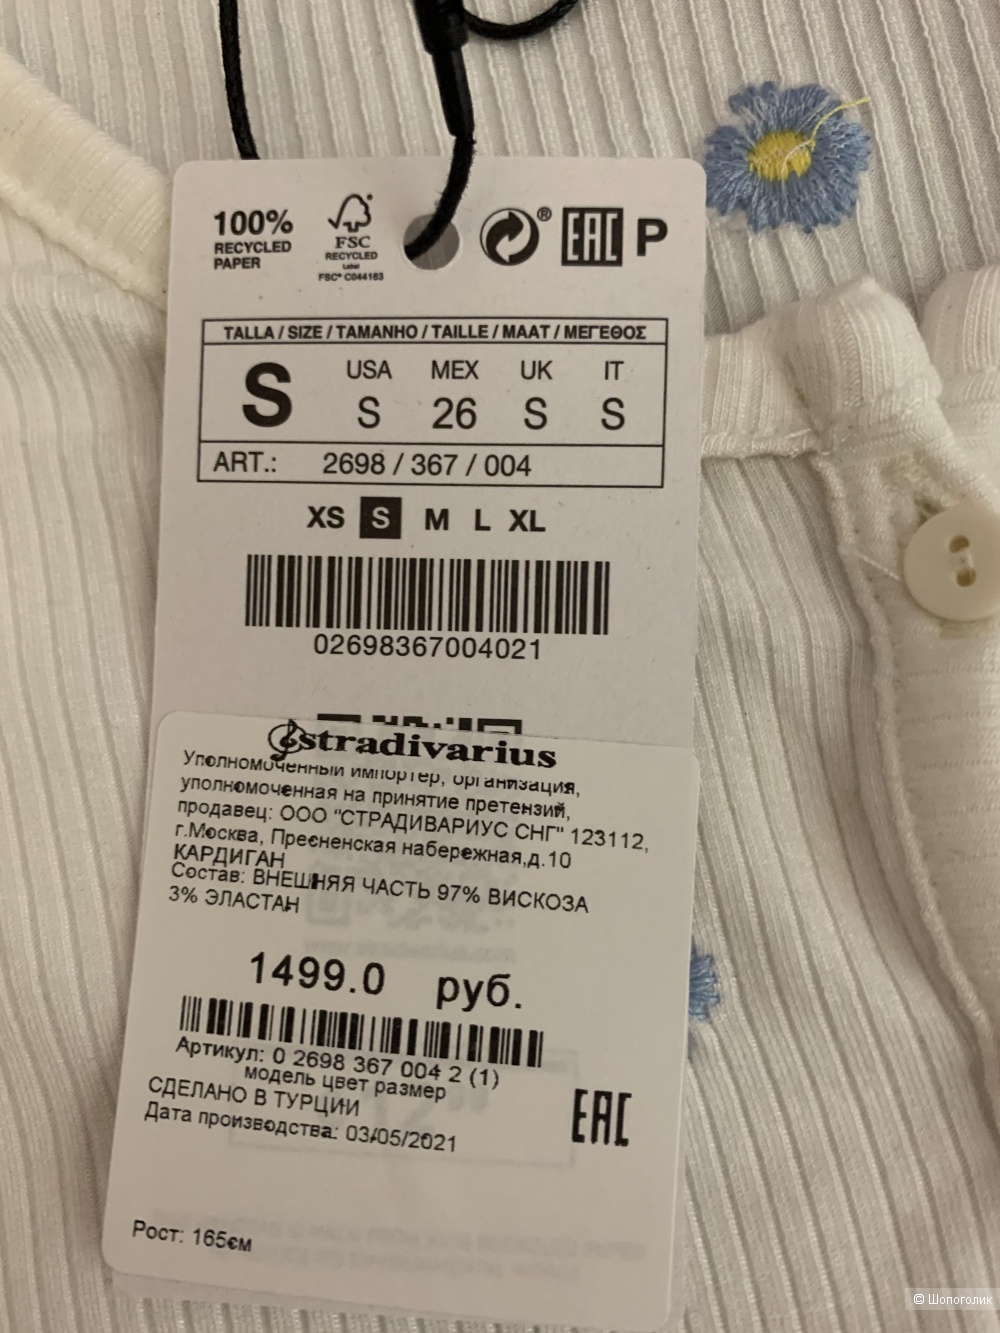 100%
RECYCLED
PAPER
FSC
RECYCLED
Label
FSC® C044163
®
EAC P
TALLA / SIZE / TAMANHO / TAILLE / MAAT / ΜΕΓΕΘΟΣ
S
USA MEX UK IT
S 26 S S
ART.: 2698 / 367 / 004
XS S M L XL
02698367004021
stradivarius
Уполномоченный импортер, организация,
уполномоченная на принятие претензий,
продавец: ООО "СТРАДИВАРИУС СНГ" 123112,
г.Москва, Пресненская набережная,д.10
КАРДИГАН
Состав: ВНЕШНЯЯ ЧАСТЬ 97% ВИСКОЗА
3% ЭЛАСТАН
1499.0 руб.
Артикул: 0 2698 367 004 2 (1)
модель цвет размер
СДЕЛАНО В ТУРЦИИ
Дата производства: 03/05/2021
EAC
Рост: 165см
© Шопоголик